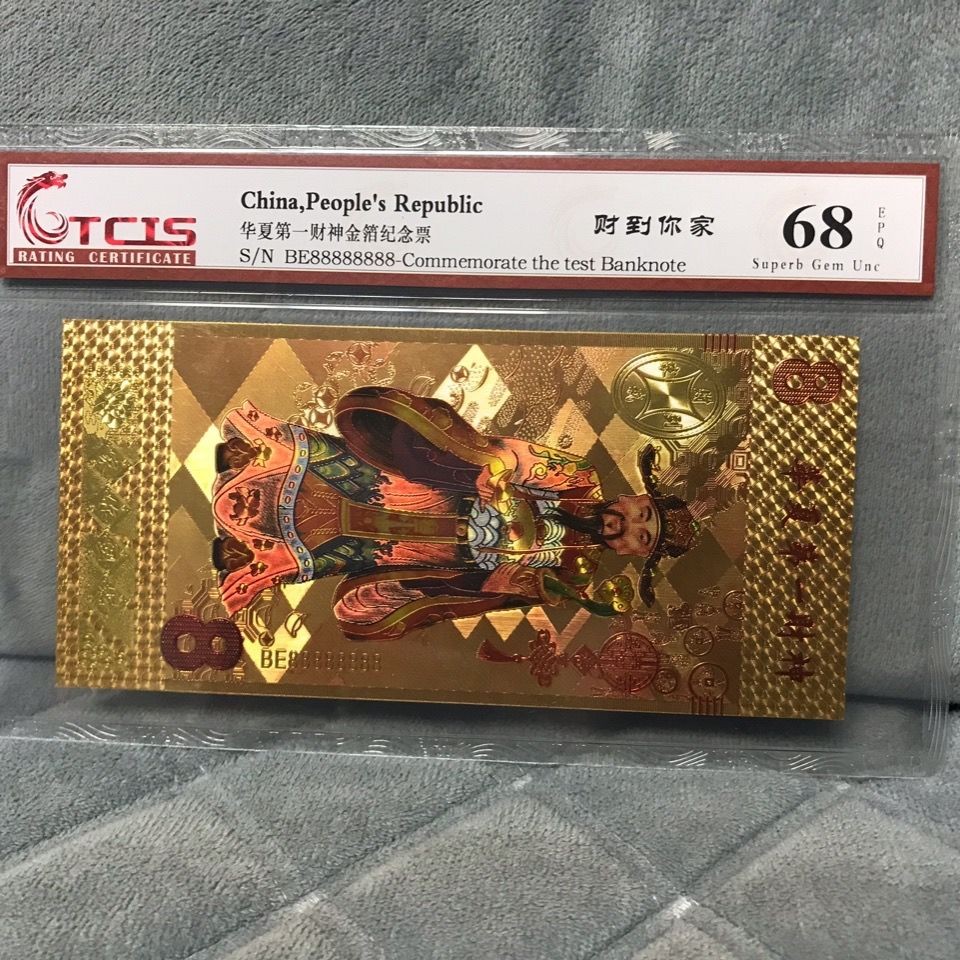 TCIS
RATING CERTIFICATE
China,People's Republic
华夏第一财神金箔纪念票
S/N BE88888888-Commemorate the test Banknote
财到你家
68
EPQ
Superb Gem Unc
8
华夏第一财神
8
BE88888888